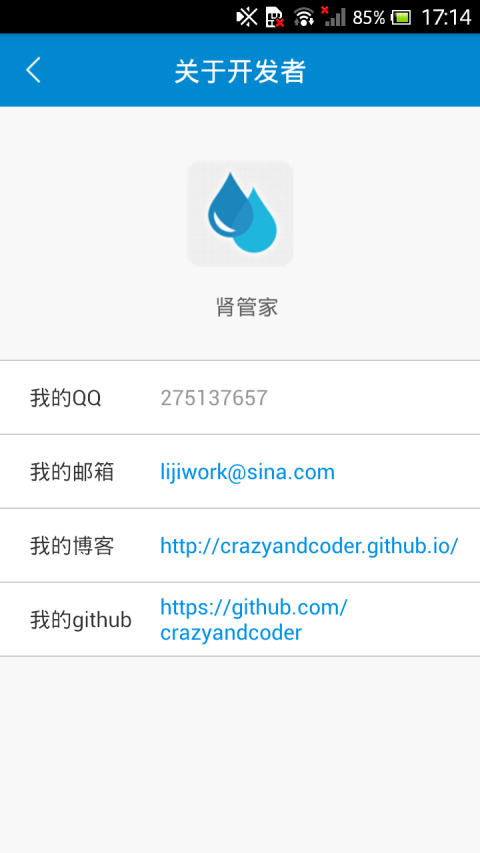 85% 17:14
关于开发者
肾管家
我的QQ 275137657
我的邮箱 lijiwork@sina.com
我的博客 http://crazyandcoder.github.io/
我的github https://github.com/
crazyandcoder